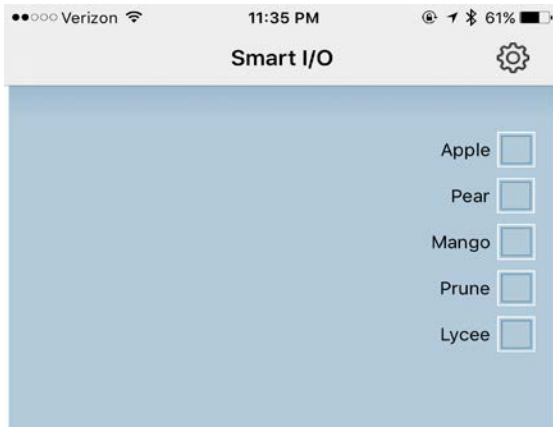 Verizon 11:35 PM 61%
Smart I/O
Apple
Pear
Mango
Prune
Lycee